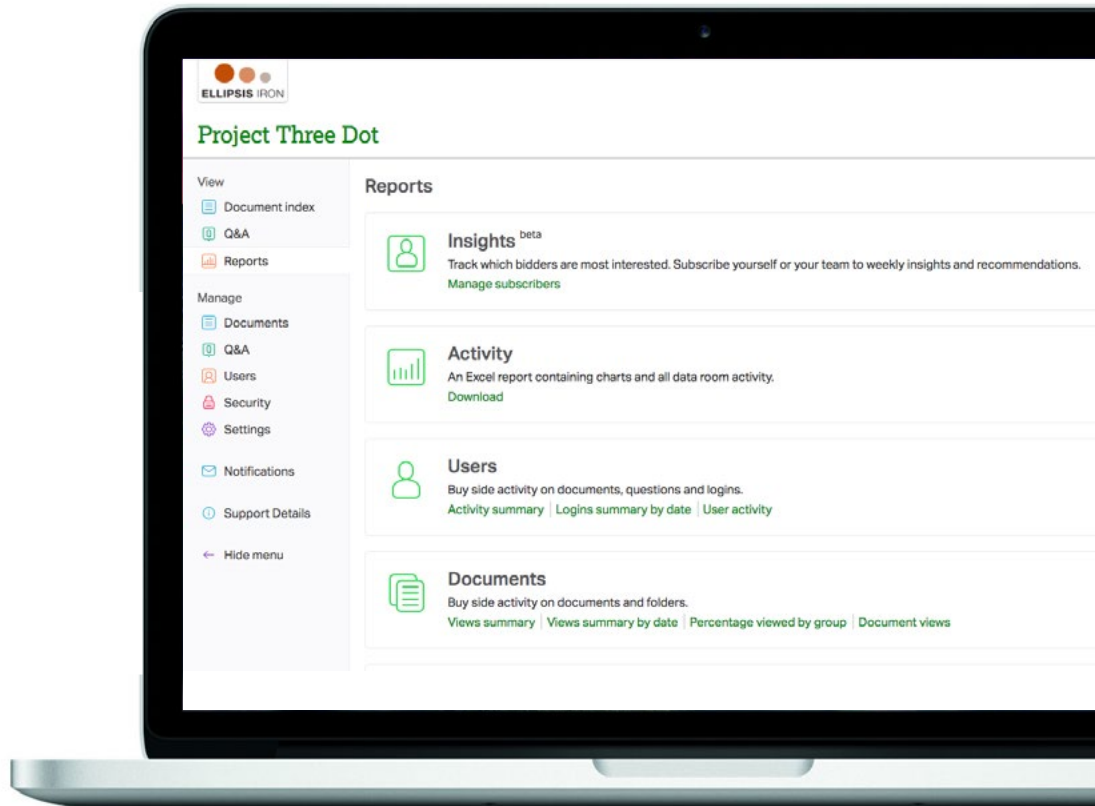 ELLIPSIS IRON
Project Three Dot
View
Document index
Q&A
Reports
Manage
Documents
Q&A
Users
Security
Settings
Notifications
Support Details
Hide menu
Reports
Insights beta
Track which bidders are most interested. Subscribe yourself or your team to weekly insights and recommendations.
Manage subscribers
Activity
An Excel report containing charts and all data room activity.
Download
Users
Buy side activity on documents, questions and logins.
Activity summary | Logins summary by date | User activity
Documents
Buy side activity on documents and folders.
Views summary | Views summary by date | Percentage viewed by group | Document views